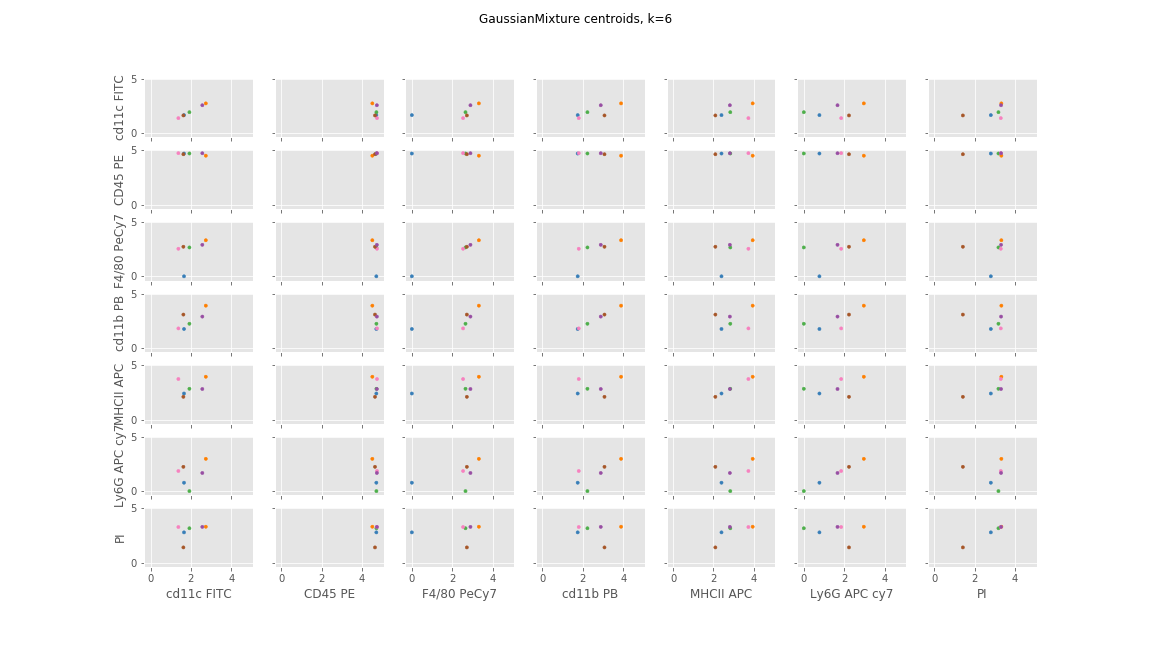 GaussianMixture centroids, k=6
cd11c FITC
5
0
CD45 PE
5
0
F4/80 PeCy7
5
0
cd11b PB
5
0
MHCII APC
5
0
Ly6G APC cy7
5
0
PI
5
0
0 2 4 0 2 4 0 2 4 0 2 4 0 2 4 0 2 4 0 2 4
cd11c FITC CD45 PE F4/80 PeCy7 cd11b PB MHCII APC Ly6G APC cy7 PI